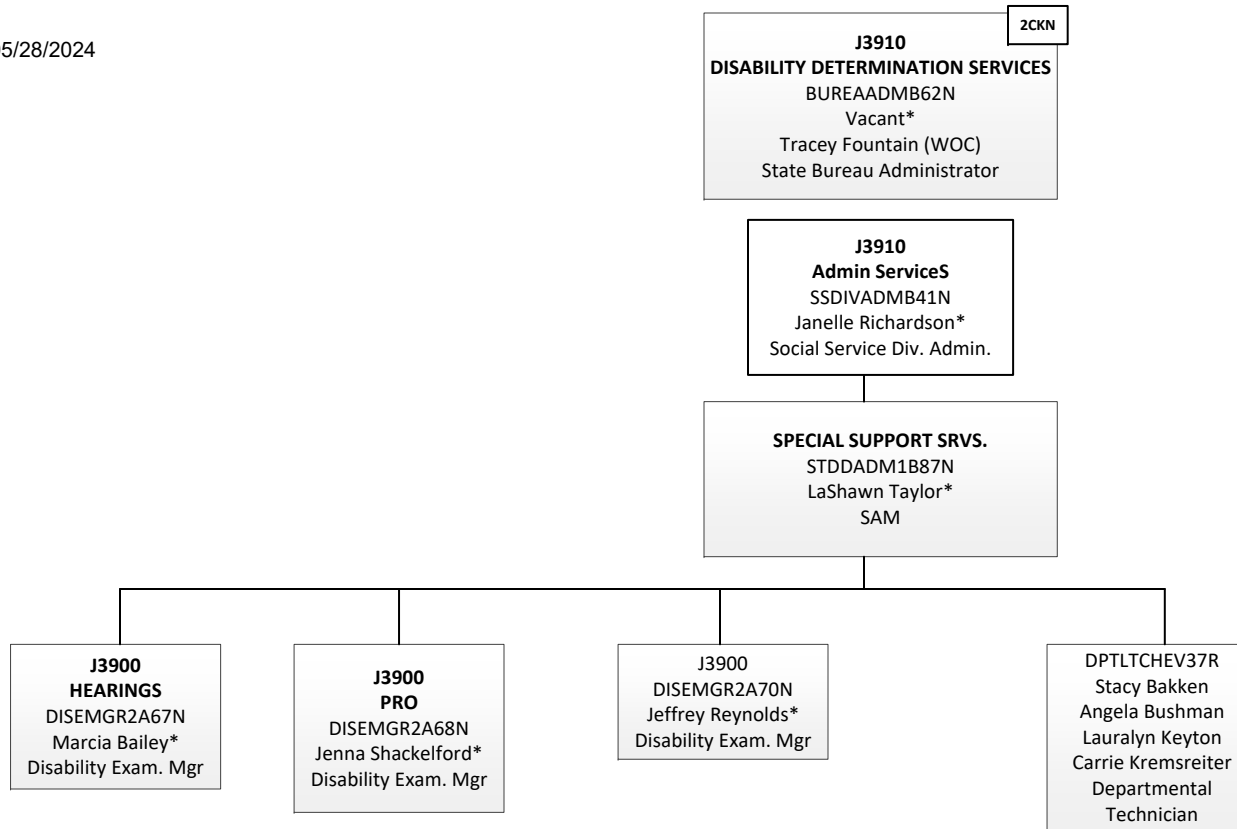 5/28/2024
2CKN
J3910
DISABILITY DETERMINATION SERVICES
BUREAADMB62N
Vacant*
Tracey Fountain (WOC)
State Bureau Administrator
J3910
Admin ServiceS
SSDIVADMB41N
Janelle Richardson*
Social Service Div. Admin.
SPECIAL SUPPORT SRVS.
STDDADM1B87N
LaShawn Taylor*
SAM
J3900
HEARINGS
DISEMGR2A67N
Marcia Bailey*
Disability Exam. Mgr
J3900
PRO
DISEMGR2A68N
Jenna Shackelford*
Disability Exam. Mgr
J3900
DISEMGR2A70N
Jeffrey Reynolds*
Disability Exam. Mgr
DPTLTCHEV37R
Stacy Bakken
Angela Bushman
Lauralyn Keyton
Carrie Kremsreiter
Departmental
Technician